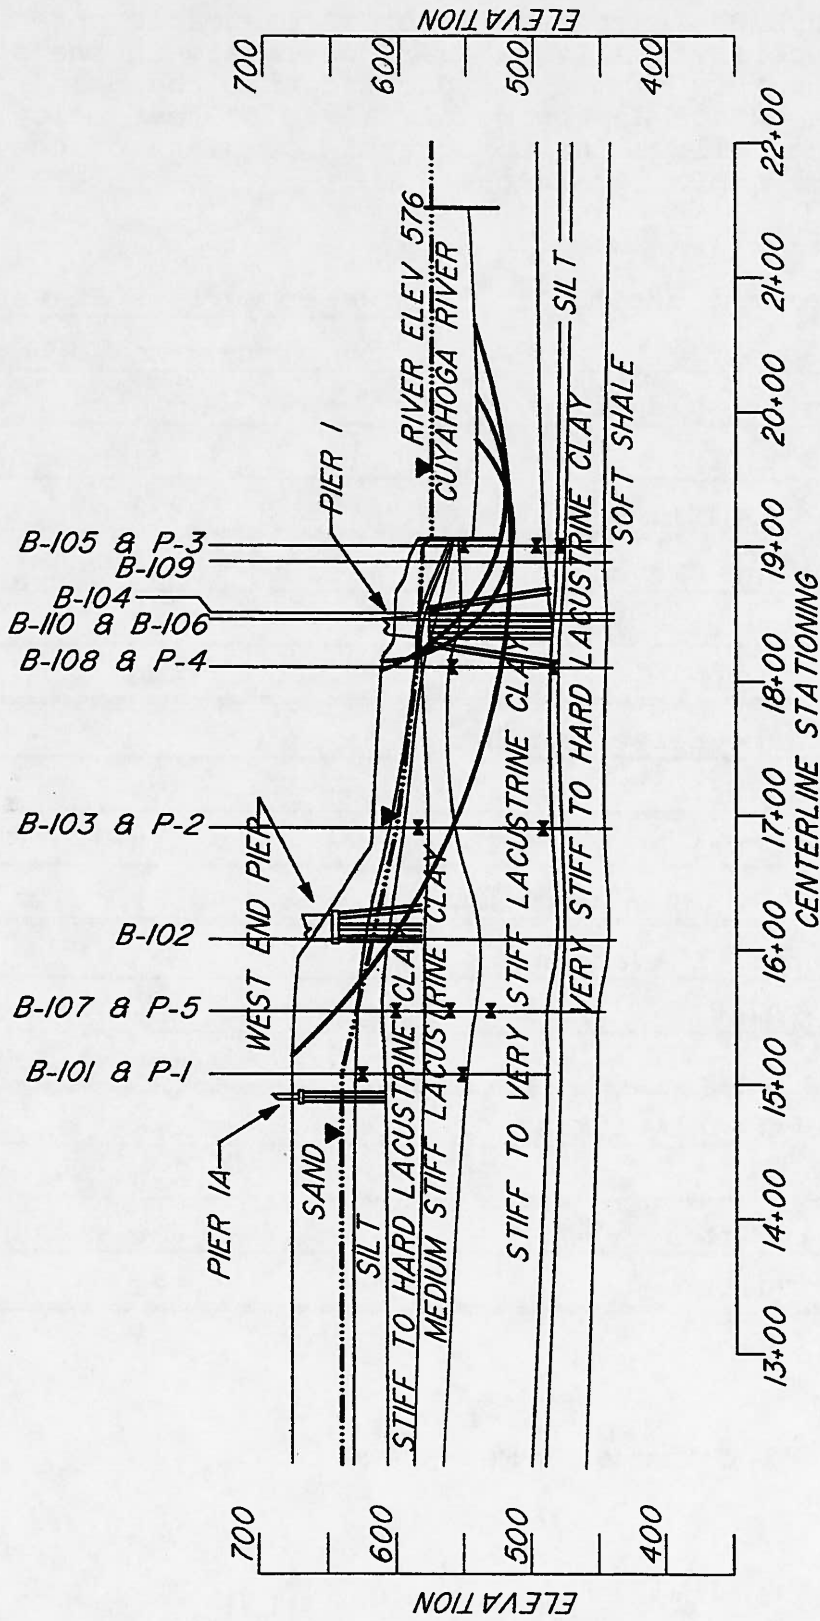 ELEVATION
700
600
500
400
B-101 & P-1
B-107 & P-5
B-102
B-103 & P-2
B-108 & P-4
B-110 & B-106
B-104
B-109
B-105 & P-3
PIER 1A
WEST END PIER
PIER 1
RIVER ELEV 576
CUYAHOGA RIVER
SAND
SILT
STIFF TO HARD LACUSTRINE CLA
MEDIUM STIFF LACUSTRINE CLAY
STIFF TO VERY STIFF LACUSTRINE CLAY
SILT
VERY STIFF TO HARD LACUSTRINE CLAY
SOFT SHALE
ELEVATION
700
600
500
400
13+00
14+00
15+00
16+00
17+00
18+00
19+00
20+00
21+00
22+00
CENTERLINE STATIONING